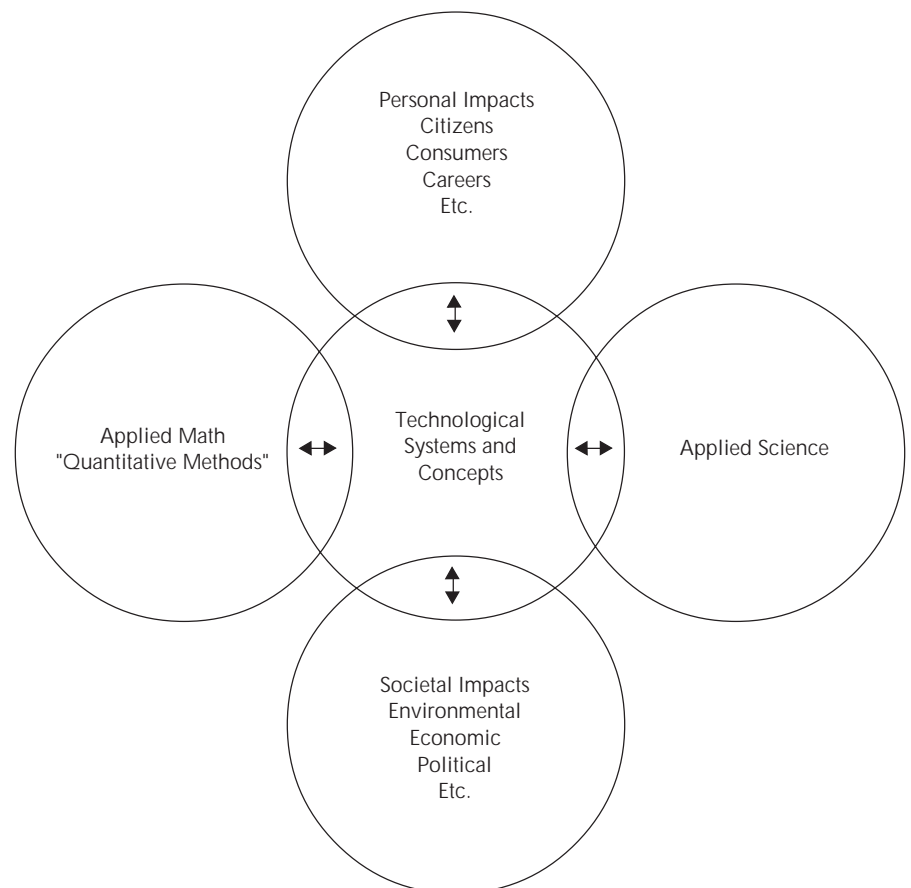 Personal Impacts
Citizens
Consumers
Careers
Etc.
Applied Math
"Quantitative Methods"
Technological
Systems and
Concepts
Applied Science
Societal Impacts
Environmental
Economic
Political
Etc.